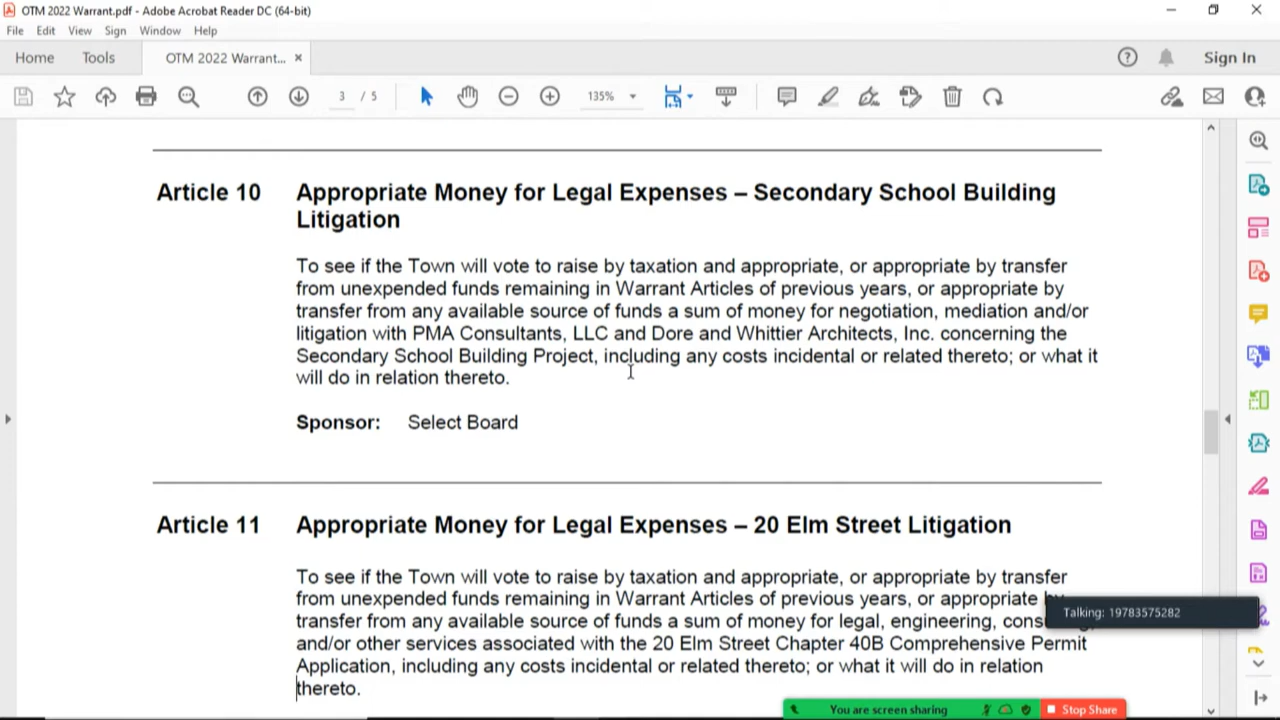 OTM 2022 Warrant.pdf - Adobe Acrobat Reader DC (64-bit)
File Edit View Sign Window Help
Home Tools OTM 2022 Warrant... × Sign In
3 / 5 135%
Article 10 Appropriate Money for Legal Expenses – Secondary School Building
Litigation
To see if the Town will vote to raise by taxation and appropriate, or appropriate by transfer
from unexpended funds remaining in Warrant Articles of previous years, or appropriate by
transfer from any available source of funds a sum of money for negotiation, mediation and/or
litigation with PMA Consultants, LLC and Dore and Whittier Architects, Inc. concerning the
Secondary School Building Project, including any costs incidental or related thereto; or what it
will do in relation thereto.
Sponsor: Select Board
Article 11 Appropriate Money for Legal Expenses – 20 Elm Street Litigation
To see if the Town will vote to raise by taxation and appropriate, or appropriate by transfer
from unexpended funds remaining in Warrant Articles of previous years, or appropriate
transfer from any available source of funds a sum of money for legal, engineering,
and/or other services associated with the 20 Elm Street Chapter 40B Comprehensive Permit
Application, including any costs incidental or related thereto; or what it will do in relation
thereto.
Talking: 19783575282
You are screen sharing Stop Share